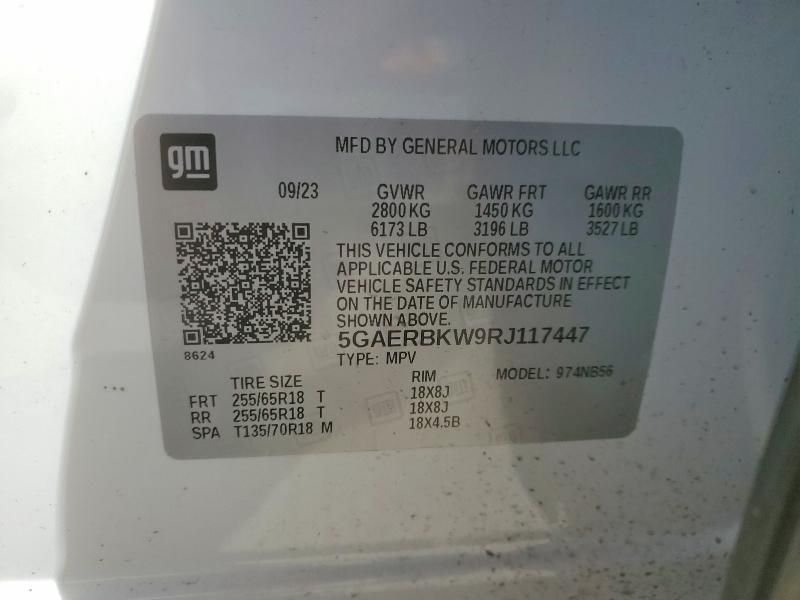 gm
MFD BY GENERAL MOTORS LLC
09/23 GVWR GAWR FRT GAWR RR
2800 KG 1450 KG 1600 KG
6173 LB 3196 LB 3527 LB
THIS VEHICLE CONFORMS TO ALL
APPLICABLE U.S. FEDERAL MOTOR
VEHICLE SAFETY STANDARDS IN EFFECT
ON THE DATE OF MANUFACTURE
SHOWN ABOVE.
8624
5GAERBKW9RJ117447
TYPE: MPV
MODEL: 974NB56
TIRE SIZE RIM
FRT 255/65R18 T 18X8J
RR 255/65R18 T 18X8J
SPA T135/70R18 M 18X4.5B